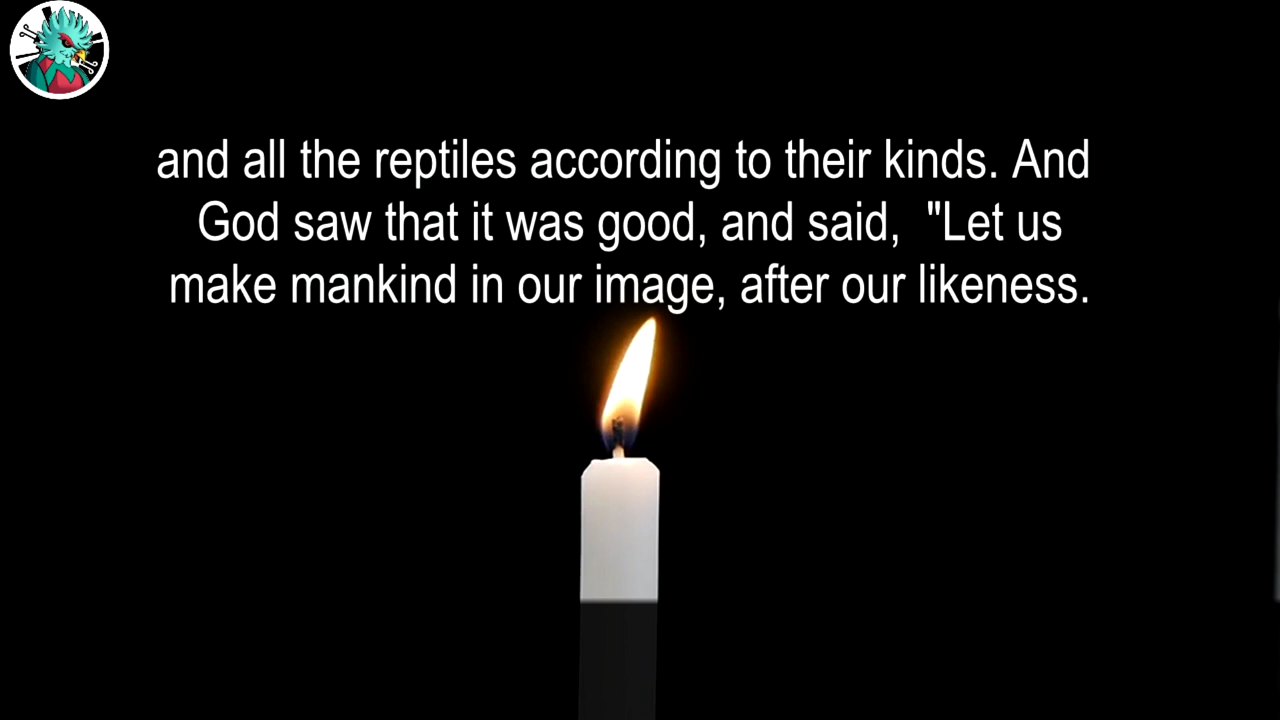 and all the reptiles according to their kinds. And
God saw that it was good, and said,  "Let us
make mankind in our image, after our likeness.